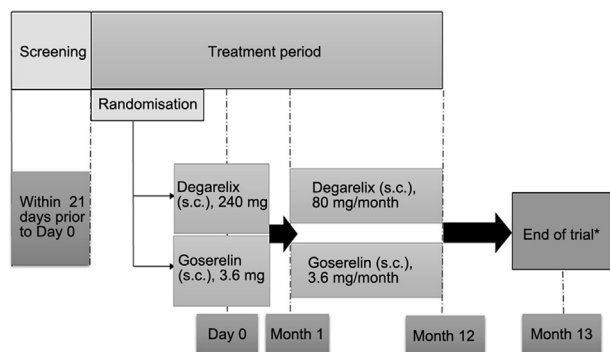 Screening
Treatment period
Randomisation
Within 21
days prior
to Day 0
Degarelix
(s.c.), 240 mg
Goserelin
(s.c.), 3.6 mg
Degarelix (s.c.),
80 mg/month
Goserelin (s.c.),
3.6 mg/month
End of trial*
Day 0
Month 1
Month 12
Month 13